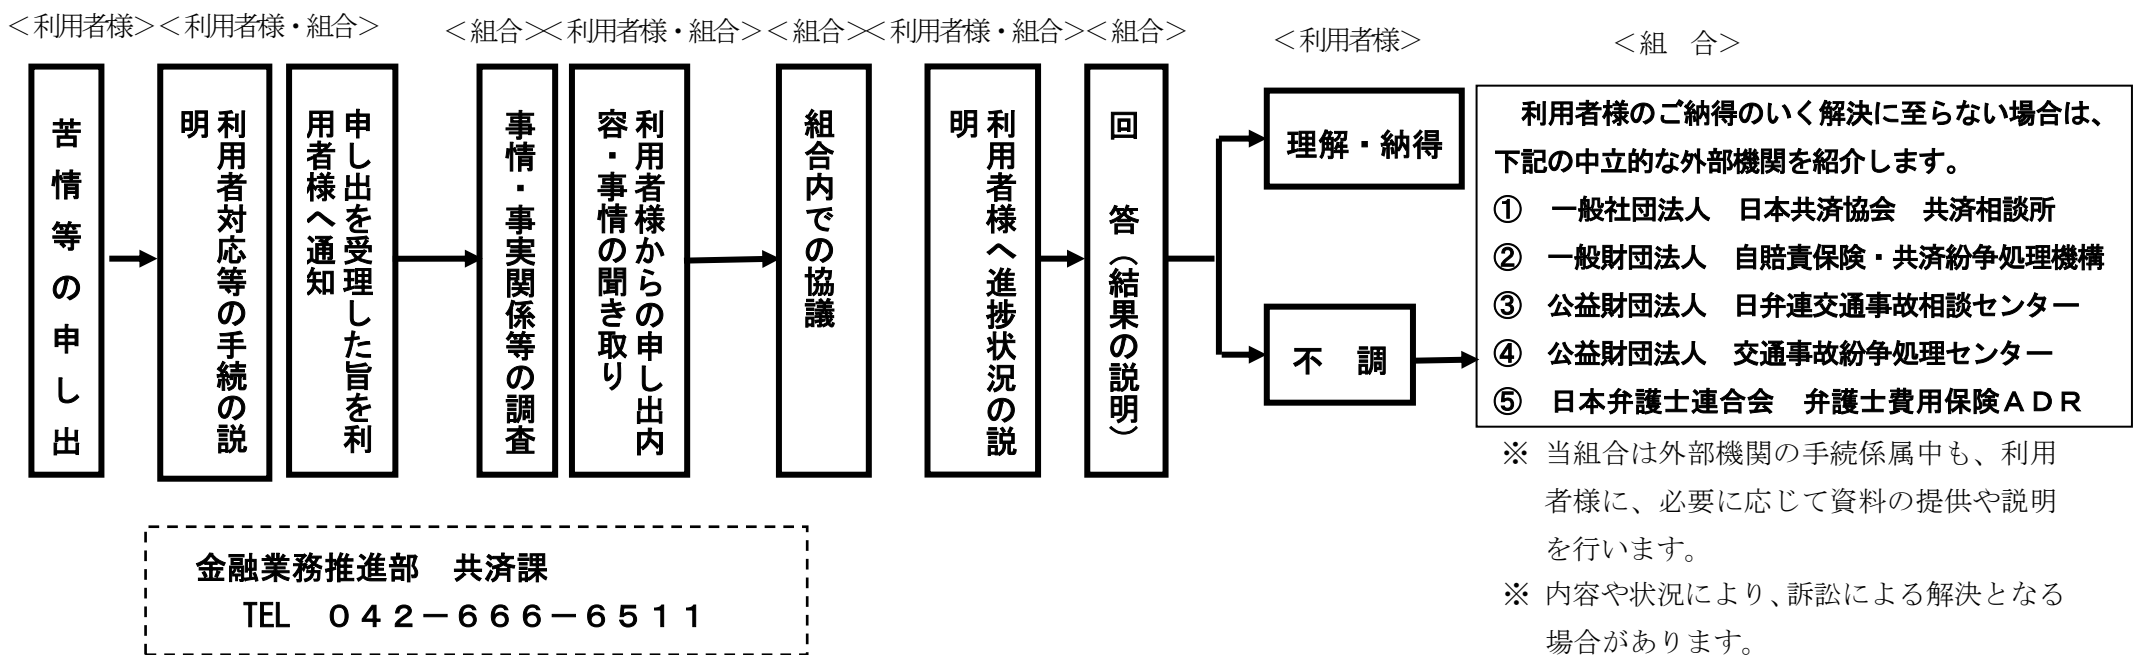 ＜利用者様＞＜利用者様・組合＞
＜組合＞＜利用者様・組合＞＜組合＞＜利用者様・組合＞＜組合＞
＜利用者様＞
＜組　合＞
苦情等の申し出
利用者対応等の手続の説
明
申し出を受理した旨を利
用者様へ通知
事情・事実関係等の調査
利用者様からの申し出内
容・事情の聞き取り
組合内での協議
利用者様へ進捗状況の説
明
回　答（結果の説明）
理解・納得
不　調
利用者様のご納得のいく解決に至らない場合は、
下記の中立的な外部機関を紹介します。
①　一般社団法人　日本共済協会　共済相談所
②　一般財団法人　自賠責保険・共済紛争処理機構
③　公益財団法人　日弁連交通事故相談センター
④　公益財団法人　交通事故紛争処理センター
⑤　日本弁護士連合会　弁護士費用保険ＡＤＲ
※ 当組合は外部機関の手続係属中も、利用
者様に、必要に応じて資料の提供や説明
を行います。
※ 内容や状況により、訴訟による解決となる
場合があります。
金融業務推進部　共済課
TEL　０４２－６６６－６５１１